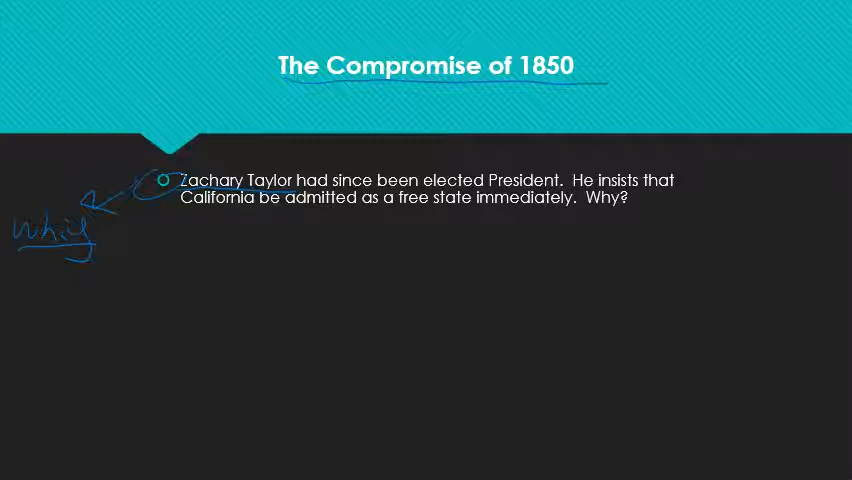 The Compromise of 1850
Zachary Taylor had since been elected President. He insists that
California be admitted as a free state immediately. Why?
Whig